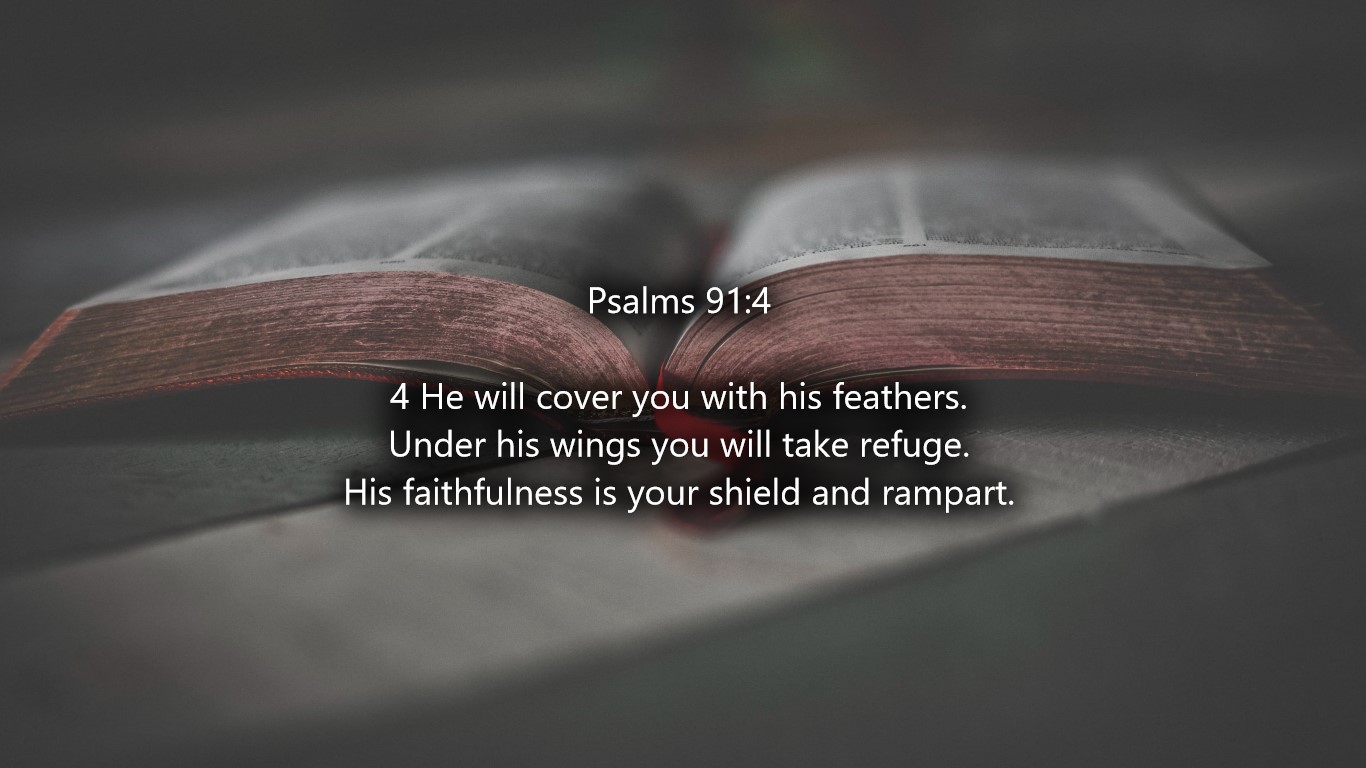 Psalms 91:4
4 He will cover you with his feathers.
Under his wings you will take refuge.
His faithfulness is your shield and rampart.